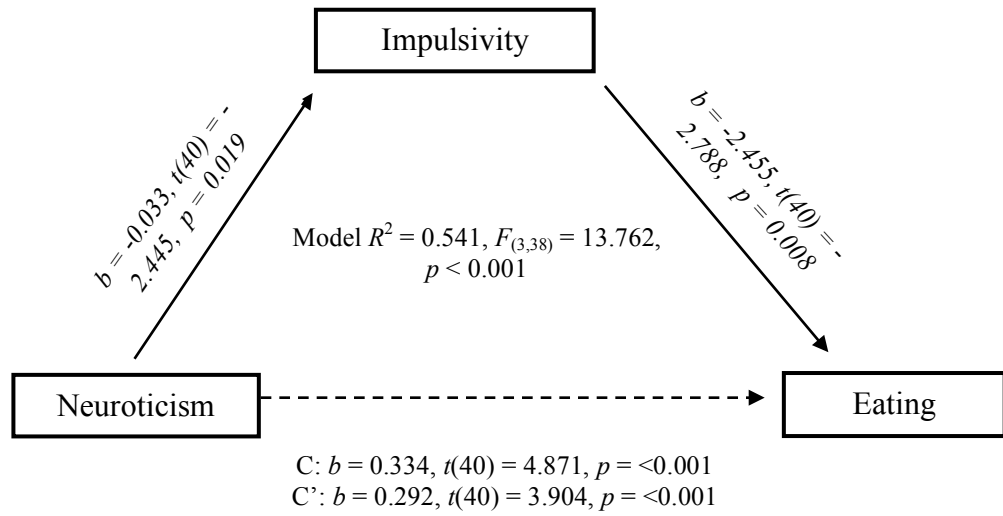 Impulsivity
b = -0.033, t(40) = -
2.445, p = 0.019
b = -2.455, t(40) = -
2.788, p = 0.008
Model R² = 0.541, F(3,38) = 13.762,
p < 0.001
Neuroticism
Eating
C: b = 0.334, t(40) = 4.871, p = <0.001
C’: b = 0.292, t(40) = 3.904, p = <0.001